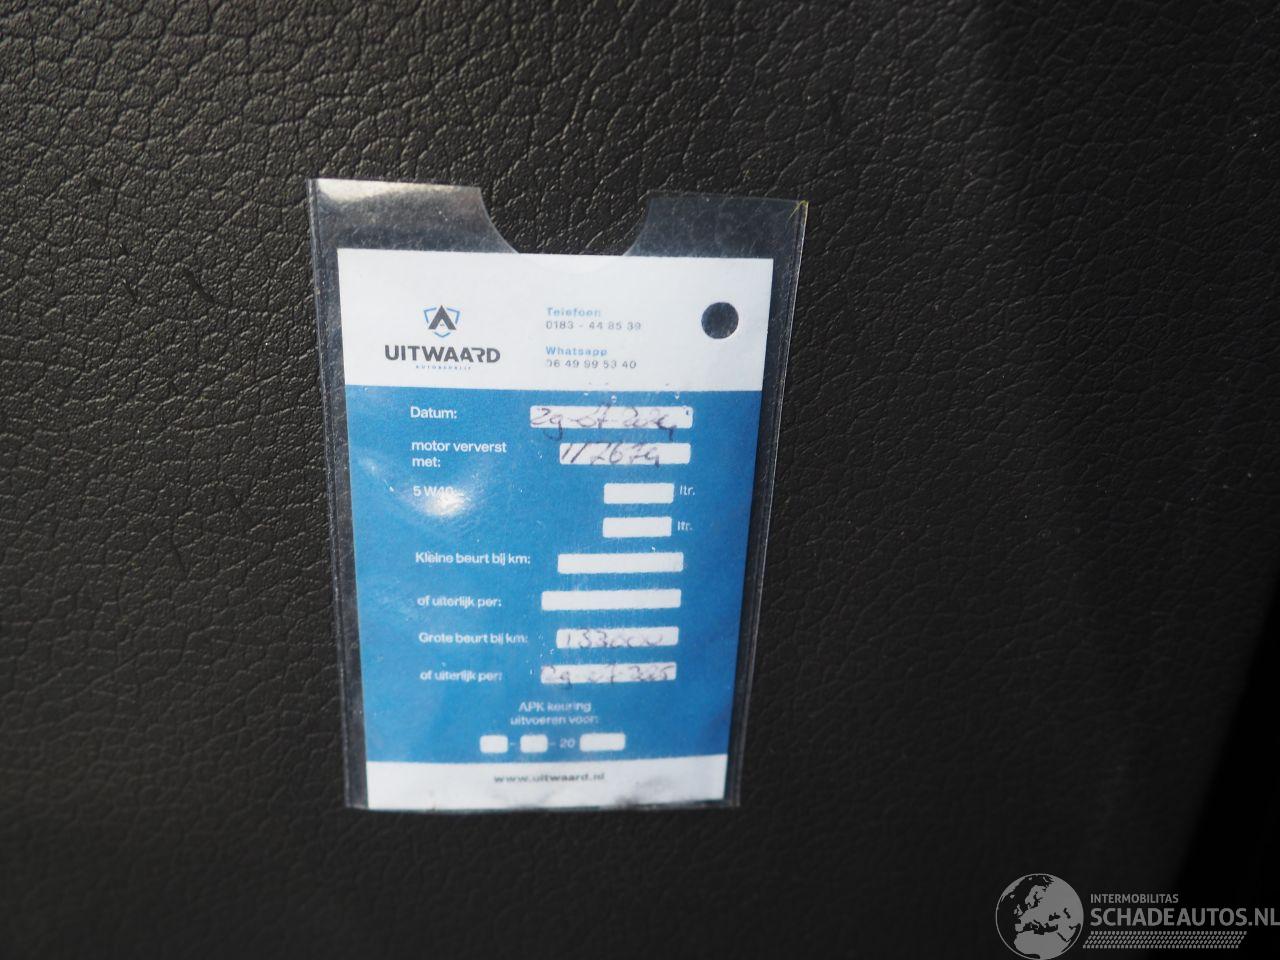 UITWAARD
AUTOBEDRIJF
Telefoon
0183 - 44 85 39
Whatsapp
06 49 99 53 40
Datum:
motor ververst
met: 117674
5 W40 ltr.
ltr.
Kleine beurt bij km:
of uiterlijk per:
Grote beurt bij km: 133000
of uiterlijk per:
APK keuring
uitvoeren voor:
- - 20
www.uitwaard.nl
INTERMOBILITAS
SCHADEAUTOS.NL